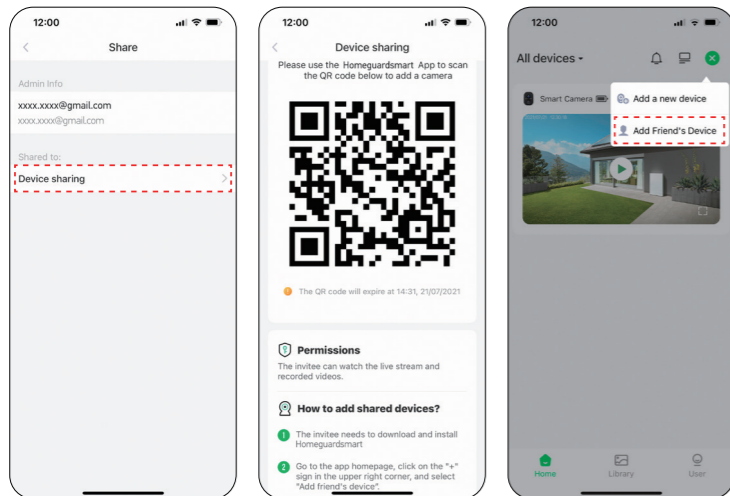 12:00
Share
Admin Info
xxxx.xxxx@gmail.com
xxxx.xxxx@gmail.com
Shared to:
Device sharing
12:00
Device sharing
Please use the Homeguardsmart App to scan
the QR code below to add a camera
The QR code will expire at 14:31, 21/07/2021
Permissions
The invitee can watch the live stream and
recorded videos.
How to add shared devices?
1 The invitee needs to download and install
Homeguardsmart
2 Go to the app homepage, click on the "+"
sign in the upper right corner, and select
"Add friend's device".
12:00
All devices
Add a new device
Add Friend's Device
Smart Camera
Home
Library
User